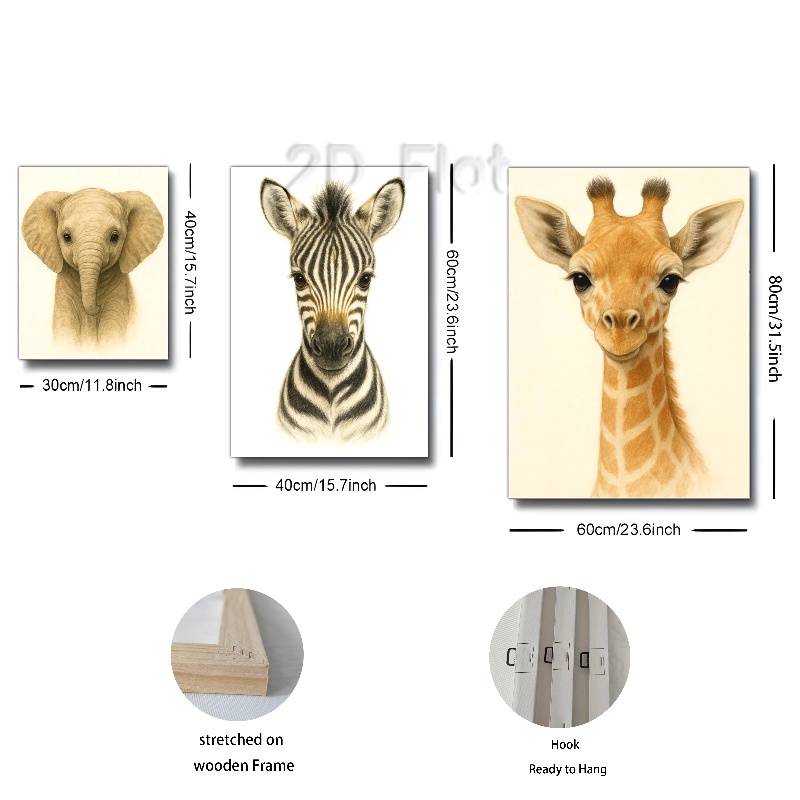 2D Flat
40cm/15.7inch
60cm/23.6inch
80cm/31.5inch
30cm/11.8inch
40cm/15.7inch
60cm/23.6inch
stretched on
wooden Frame
Hook
Ready to Hang